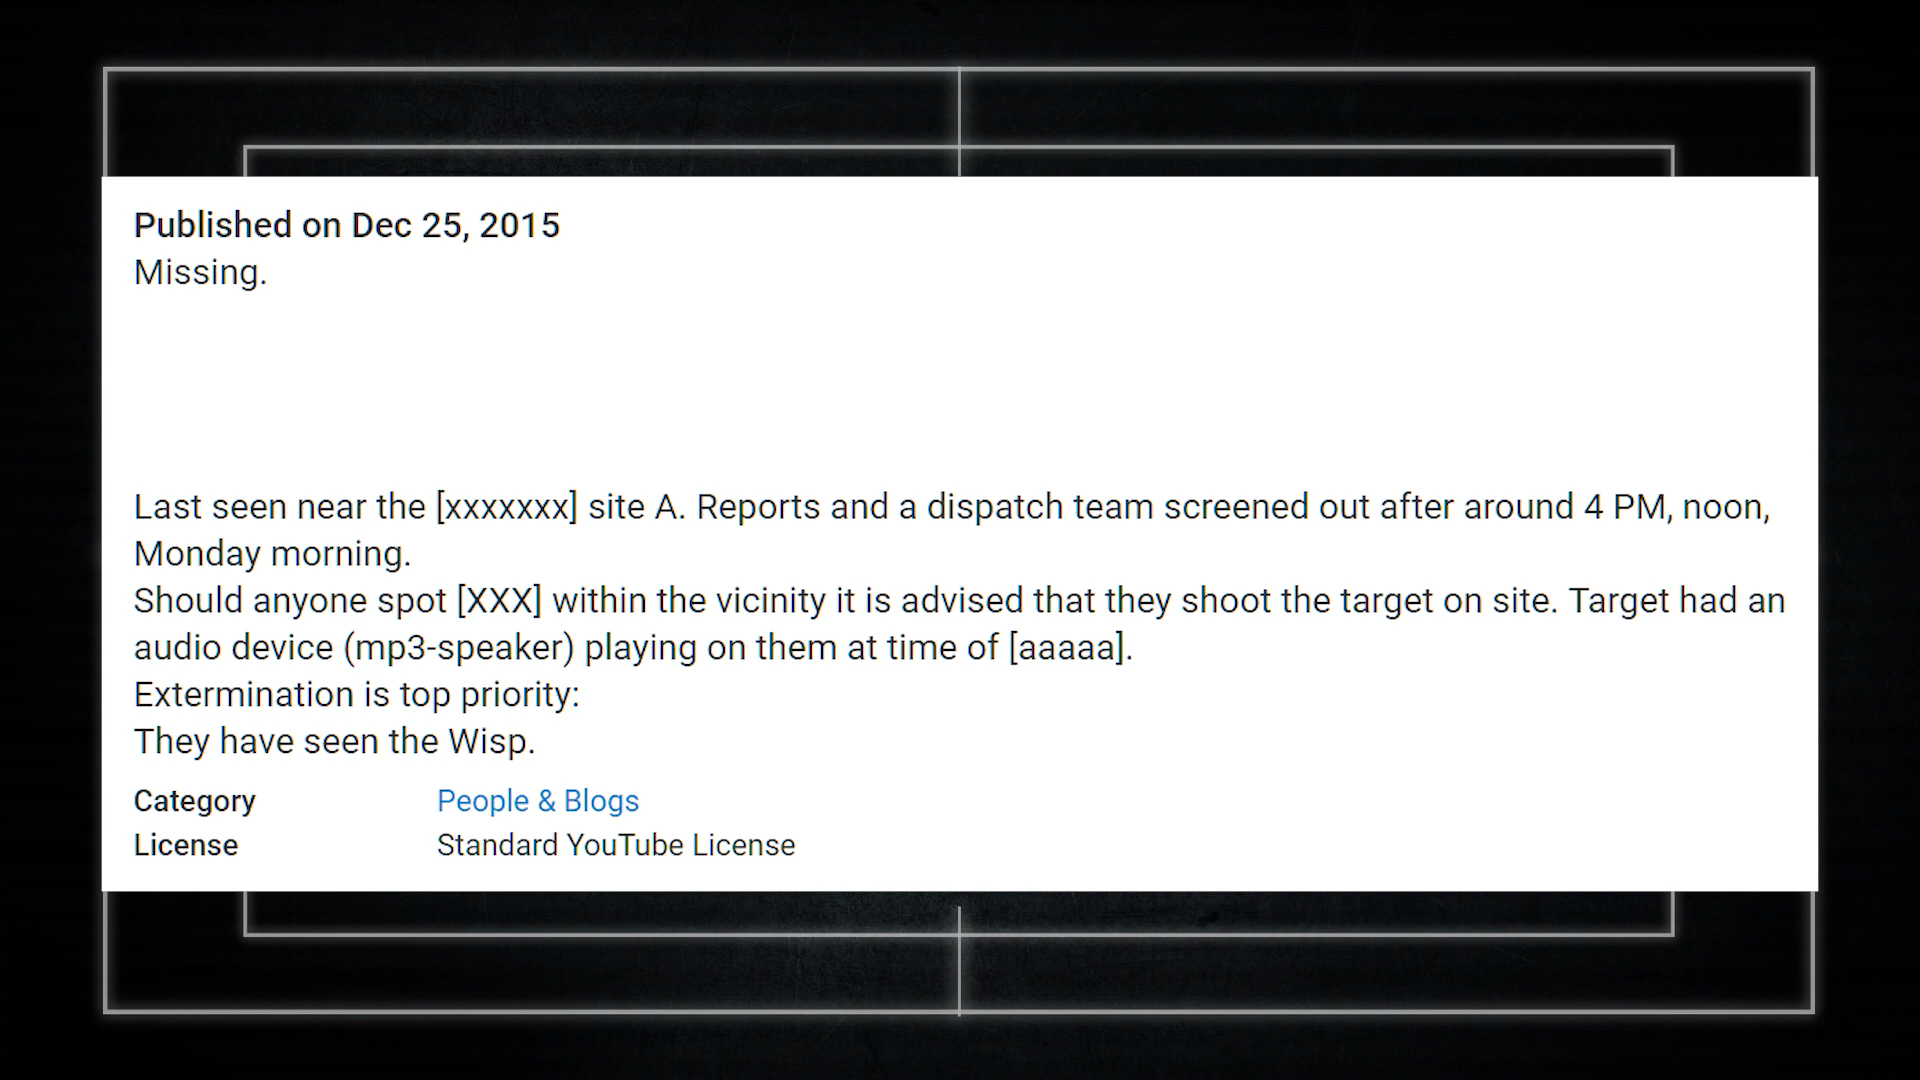 Published on Dec 25, 2015
Missing.
Last seen near the [xxxxxxx] site A. Reports and a dispatch team screened out after around 4 PM, noon,
Monday morning.
Should anyone spot [XXX] within the vicinity it is advised that they shoot the target on site. Target had an
audio device (mp3-speaker) playing on them at time of [aaaaa].
Extermination is top priority:
They have seen the Wisp.
Category People & Blogs
License Standard YouTube License